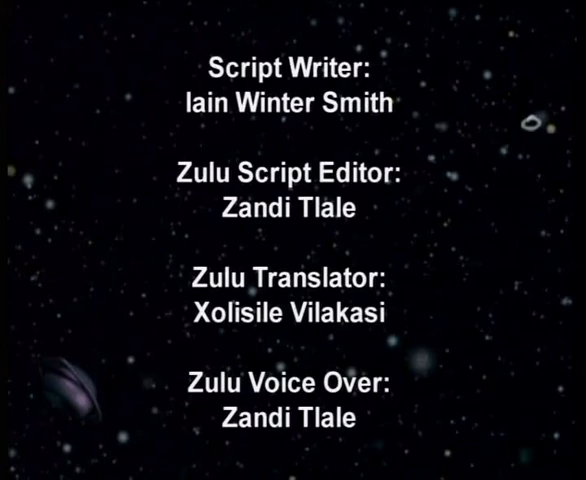 Script Writer:
Iain Winter Smith
Zulu Script Editor:
Zandi Tlale
Zulu Translator:
Xolisile Vilakasi
Zulu Voice Over:
Zandi Tlale